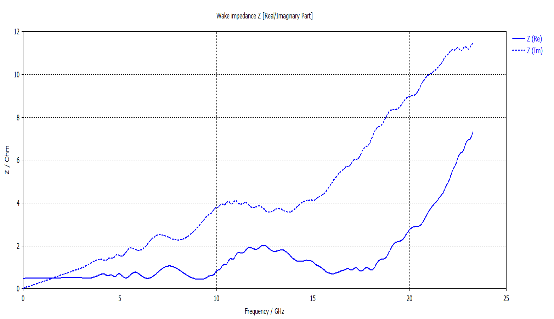 Wake Impedance Z [Real/Imaginary Part]
Z (Re)
Z (Im)
12
10
8
6
4
2
0
Z / Ohm
0 5 10 15 20 25
Frequency / GHz